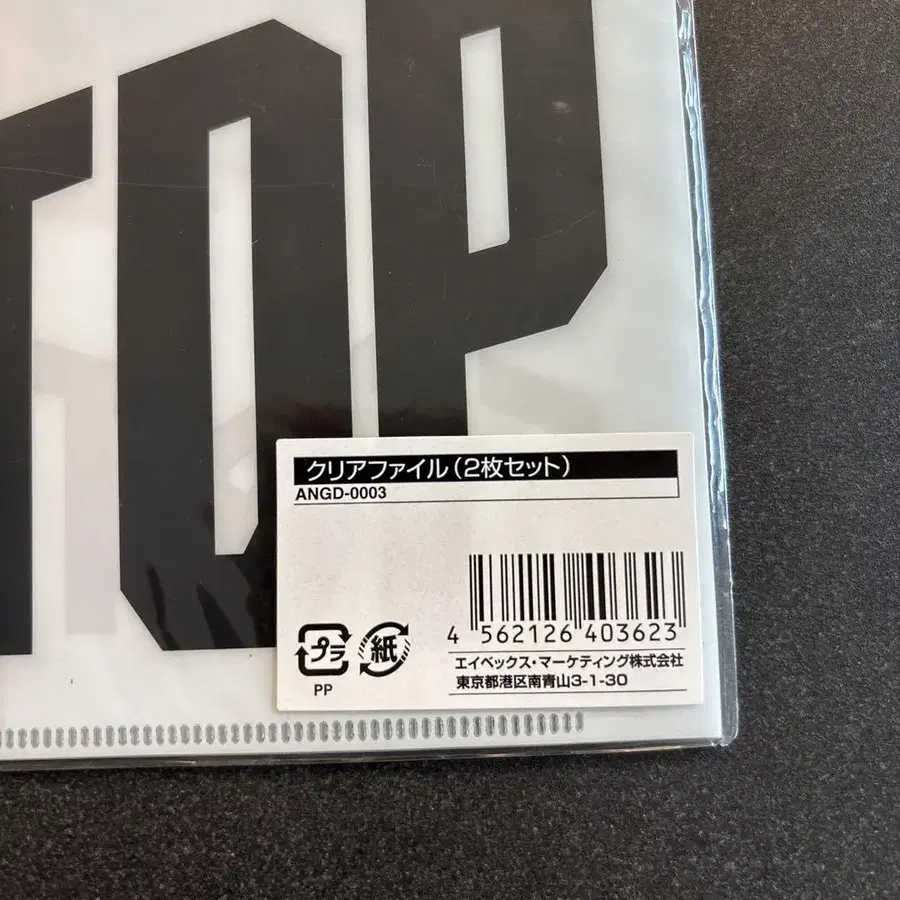 TOP
クリアファイル(2枚セット)
ANGD-0003
4 562126 403623
プラ
紙
PP
エイベックス・マーケティング株式会社
東京都港区南青山3-1-30